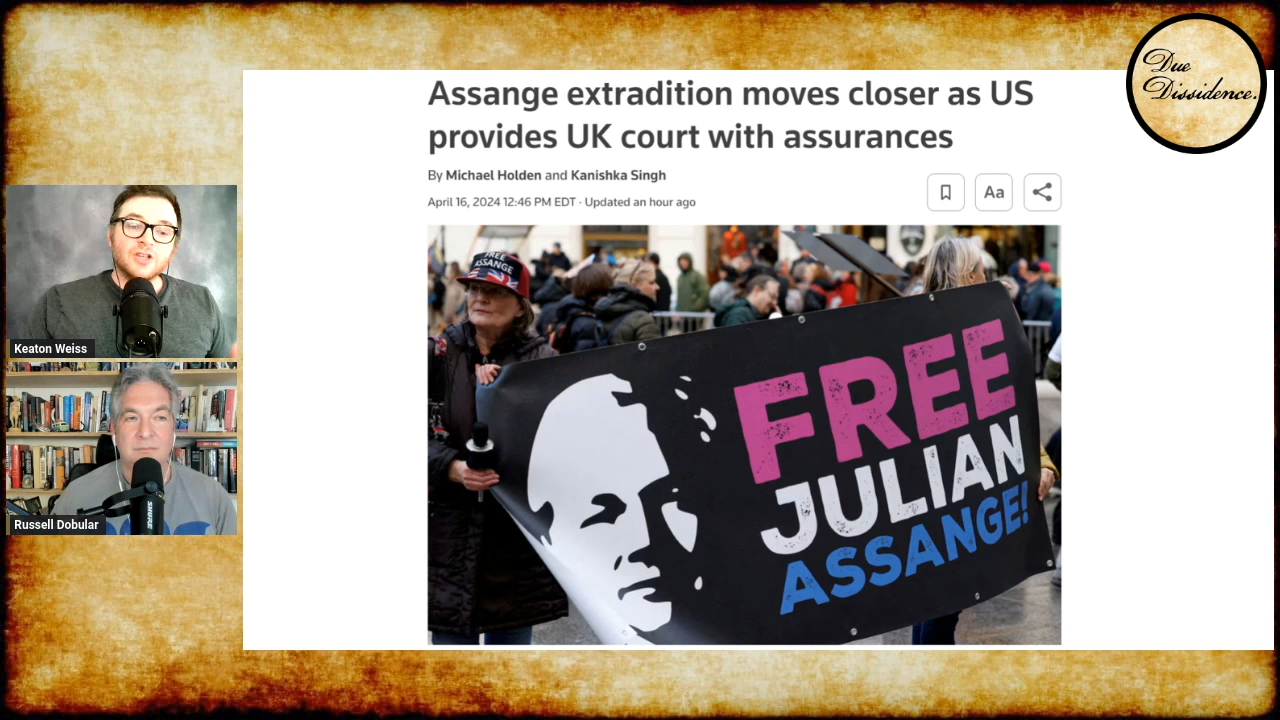 Due
Dissidence.
Assange extradition moves closer as US
provides UK court with assurances
By Michael Holden and Kanishka Singh
April 16, 2024 12:46 PM EDT · Updated an hour ago
Aa
FREE
ASSANGE
FREE
JULIAN
ASSANGE!
Keaton Weiss
Russell Dobular
SHURE